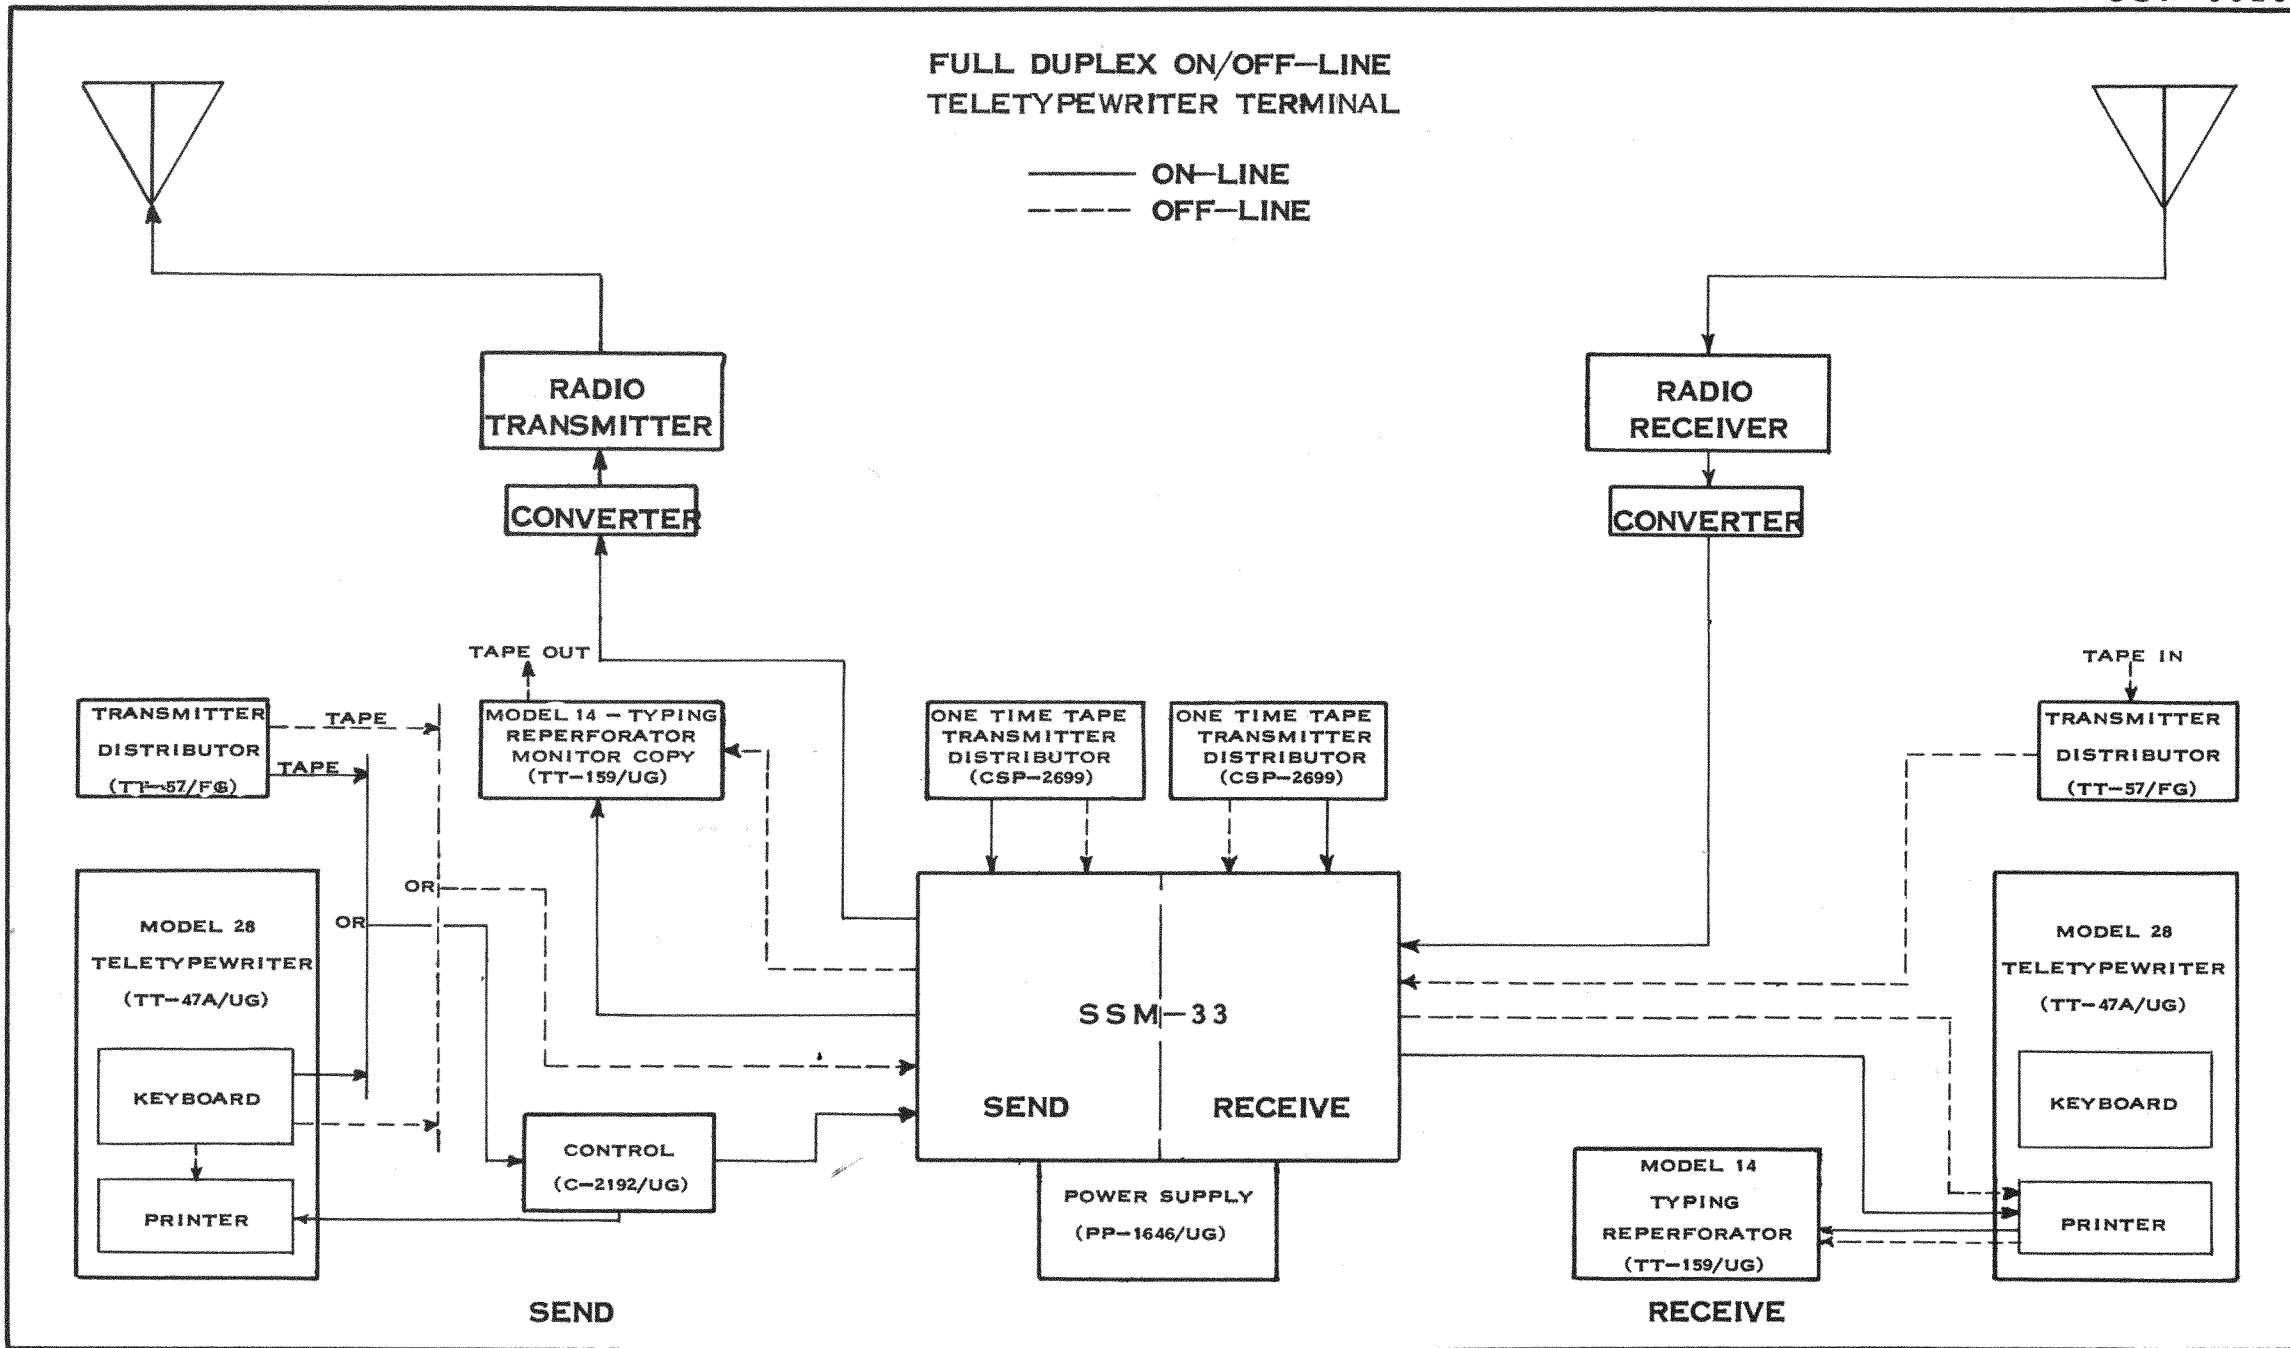 FULL DUPLEX ON/OFF—LINE
TELETYPEWRITER TERMINAL
ON—LINE
OFF—LINE
RADIO
TRANSMITTER
CONVERTER
RADIO
RECEIVER
CONVERTER
TAPE OUT
TAPE IN
TRANSMITTER
DISTRIBUTOR
(TT-57/FG)
TAPE
TAPE
MODEL 14 - TYPING
REPERFORATOR
MONITOR COPY
(TT-159/UG)
ONE TIME TAPE
TRANSMITTER
DISTRIBUTOR
(CSP-2699)
ONE TIME TAPE
TRANSMITTER
DISTRIBUTOR
(CSP-2699)
TRANSMITTER
DISTRIBUTOR
(TT-57/FG)
OR
OR
MODEL 28
TELETYPEWRITER
(TT-47A/UG)
KEYBOARD
PRINTER
CONTROL
(C-2192/UG)
SSM-33
SEND
RECEIVE
POWER SUPPLY
(PP-1646/UG)
MODEL 14
TYPING
REPERFORATOR
(TT-159/UG)
MODEL 28
TELETYPEWRITER
(TT-47A/UG)
KEYBOARD
PRINTER
SEND
RECEIVE